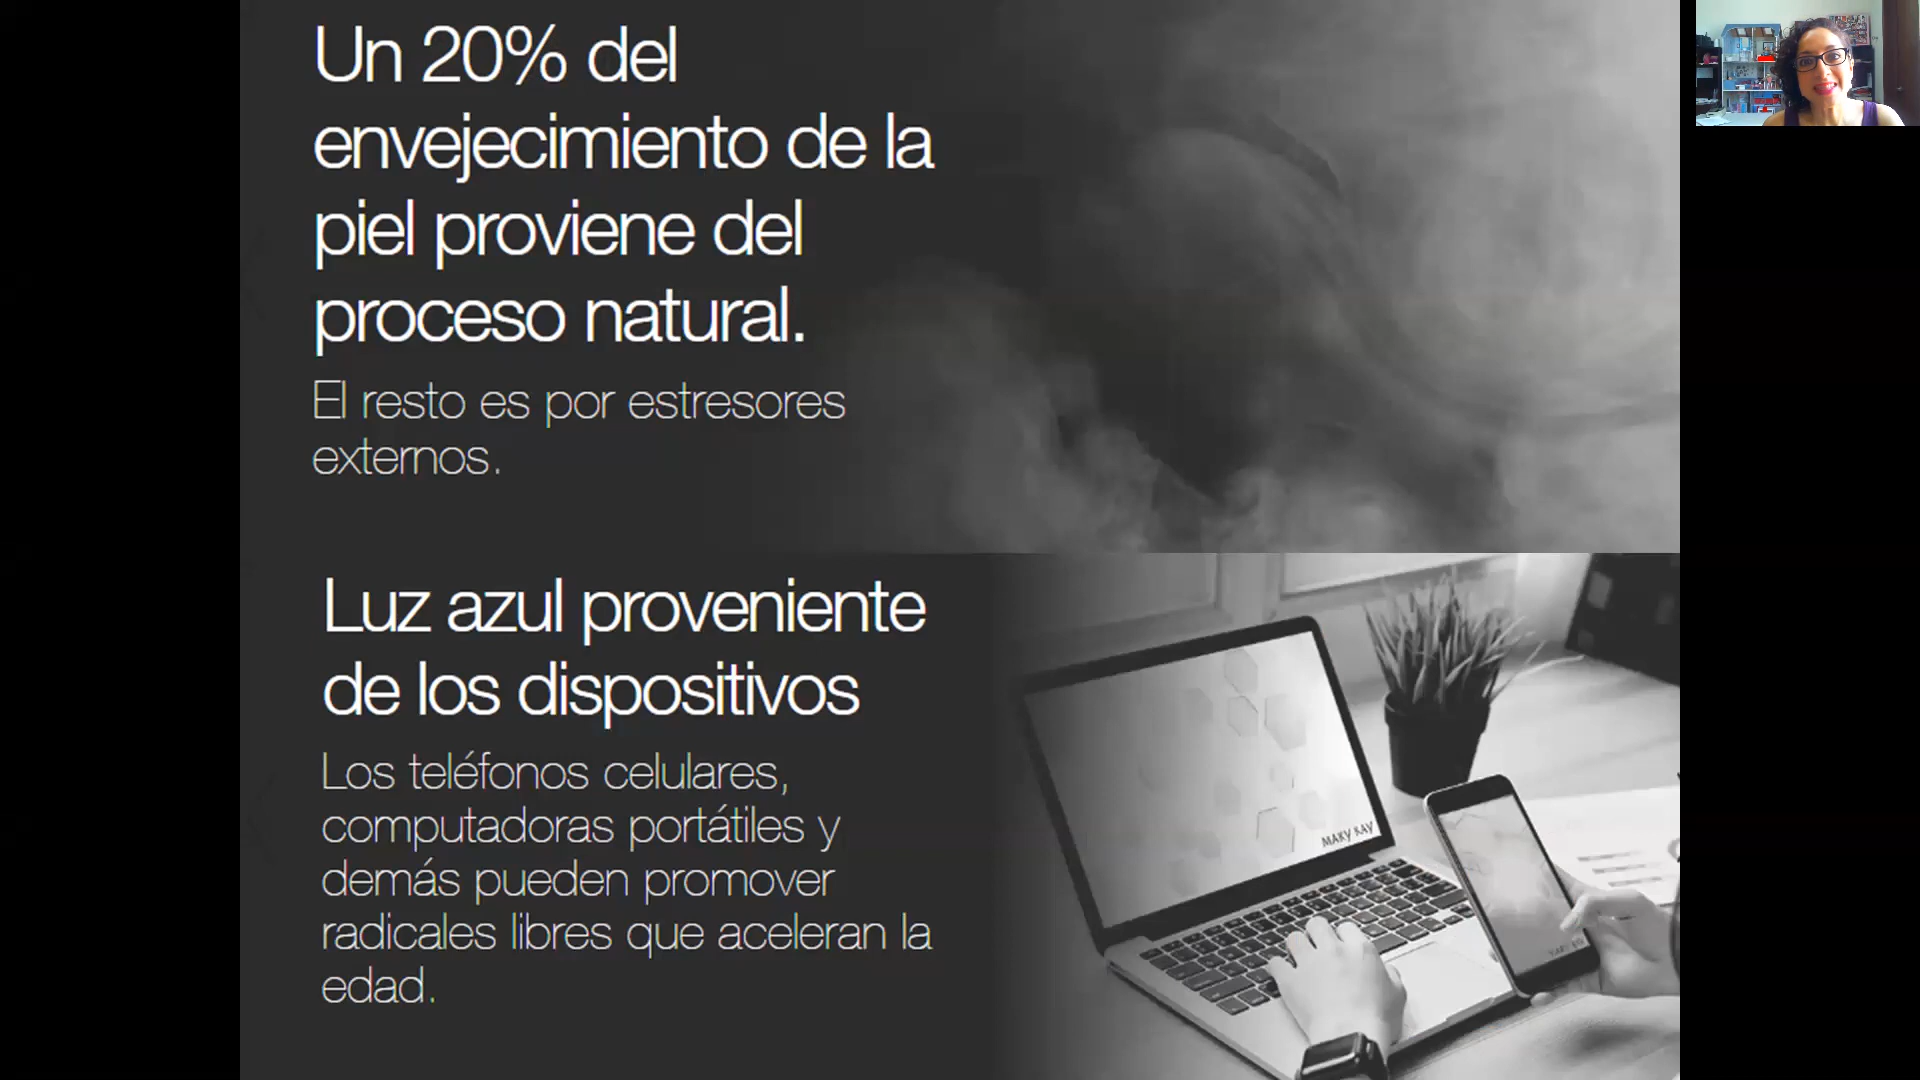 Un 20% del
envejecimiento de la
piel proviene del
proceso natural.
El resto es por estresores
externos.
Luz azul proveniente
de los dispositivos
Los teléfonos celulares,
computadoras portátiles y
demás pueden promover
radicales libres que aceleran la
edad.
MARY KAY